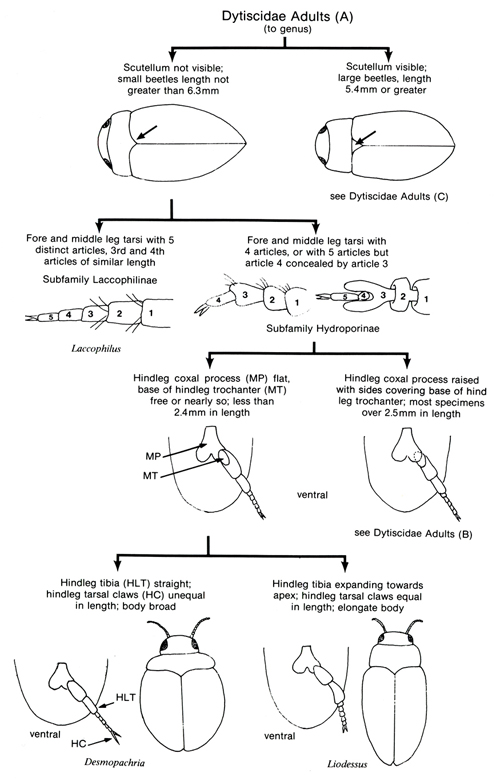 Dytiscidae Adults (A)
(to genus)
Scutellum not visible;
small beetles length not
greater than 6.3mm
Scutellum visible;
large beetles, length
5.4mm or greater
see Dytiscidae Adults (C)
Fore and middle leg tarsi with 5
distinct articles, 3rd and 4th
articles of similar length
Subfamily Laccophilinae
5 4 3 2 1
Laccophilus
Fore and middle leg tarsi with
4 articles, or with 5 articles but
article 4 concealed by article 3
4 3 2 1
5 4 3 2 1
Subfamily Hydroporinae
Hindleg coxal process (MP) flat,
base of hindleg trochanter (MT)
free or nearly so; less than
2.4mm in length
MP
MT
Hindleg coxal process raised
with sides covering base of hind
leg trochanter; most specimens
over 2.5mm in length
ventral
see Dytiscidae Adults (B)
Hindleg tibia (HLT) straight;
hindleg tarsal claws (HC) unequal
in length; body broad
HLT
ventral
HC
Desmopachria
Hindleg tibia expanding towards
apex; hindleg tarsal claws equal
in length; elongate body
ventral
Liodessus